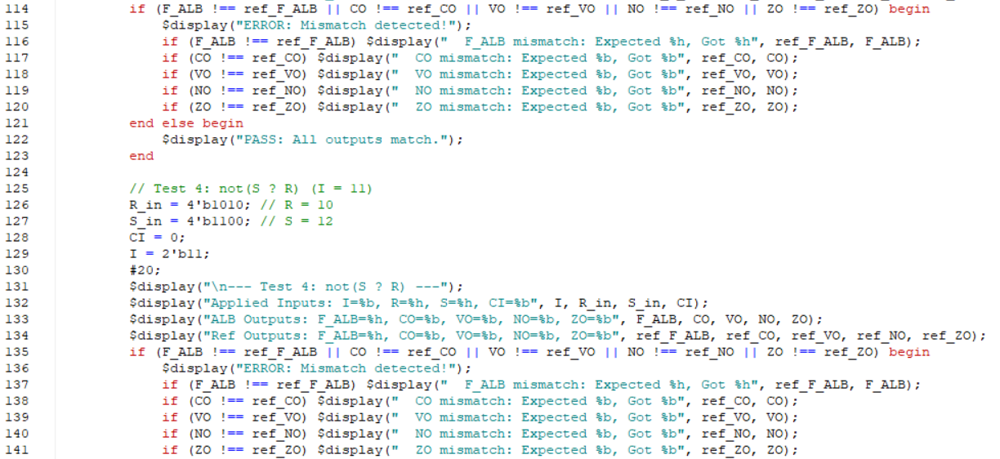 114 if (F_ALB !== ref_F_ALB || CO !== ref_CO || VO !== ref_VO || NO !== ref_NO || ZO !== ref_ZO) begin
115 $display("ERROR: Mismatch detected!");
116 if (F_ALB !== ref_F_ALB) $display("  F_ALB mismatch: Expected %h, Got %h", ref_F_ALB, F_ALB);
117 if (CO !== ref_CO) $display("  CO mismatch: Expected %b, Got %b", ref_CO, CO);
118 if (VO !== ref_VO) $display("  VO mismatch: Expected %b, Got %b", ref_VO, VO);
119 if (NO !== ref_NO) $display("  NO mismatch: Expected %b, Got %b", ref_NO, NO);
120 if (ZO !== ref_ZO) $display("  ZO mismatch: Expected %b, Got %b", ref_ZO, ZO);
121 end else begin
122 $display("PASS: All outputs match.");
123 end
124
125 // Test 4: not(S ? R) (I = 11)
126 R_in = 4'b1010; // R = 10
127 S_in = 4'b1100; // S = 12
128 CI = 0;
129 I = 2'b11;
130 #20;
131 $display("\n--- Test 4: not(S ? R) ---");
132 $display("Applied Inputs: I=%b, R=%h, S=%h, CI=%b", I, R_in, S_in, CI);
133 $display("ALB Outputs: F_ALB=%h, CO=%b, VO=%b, NO=%b, ZO=%b", F_ALB, CO, VO, NO, ZO);
134 $display("Ref Outputs: F_ALB=%h, CO=%b, VO=%b, NO=%b, ZO=%b", ref_F_ALB, ref_CO, ref_VO, ref_NO, ref_ZO);
135 if (F_ALB !== ref_F_ALB || CO !== ref_CO || VO !== ref_VO || NO !== ref_NO || ZO !== ref_ZO) begin
136 $display("ERROR: Mismatch detected!");
137 if (F_ALB !== ref_F_ALB) $display("  F_ALB mismatch: Expected %h, Got %h", ref_F_ALB, F_ALB);
138 if (CO !== ref_CO) $display("  CO mismatch: Expected %b, Got %b", ref_CO, CO);
139 if (VO !== ref_VO) $display("  VO mismatch: Expected %b, Got %b", ref_VO, VO);
140 if (NO !== ref_NO) $display("  NO mismatch: Expected %b, Got %b", ref_NO, NO);
141 if (ZO !== ref_ZO) $display("  ZO mismatch: Expected %b, Got %b", ref_ZO, ZO);